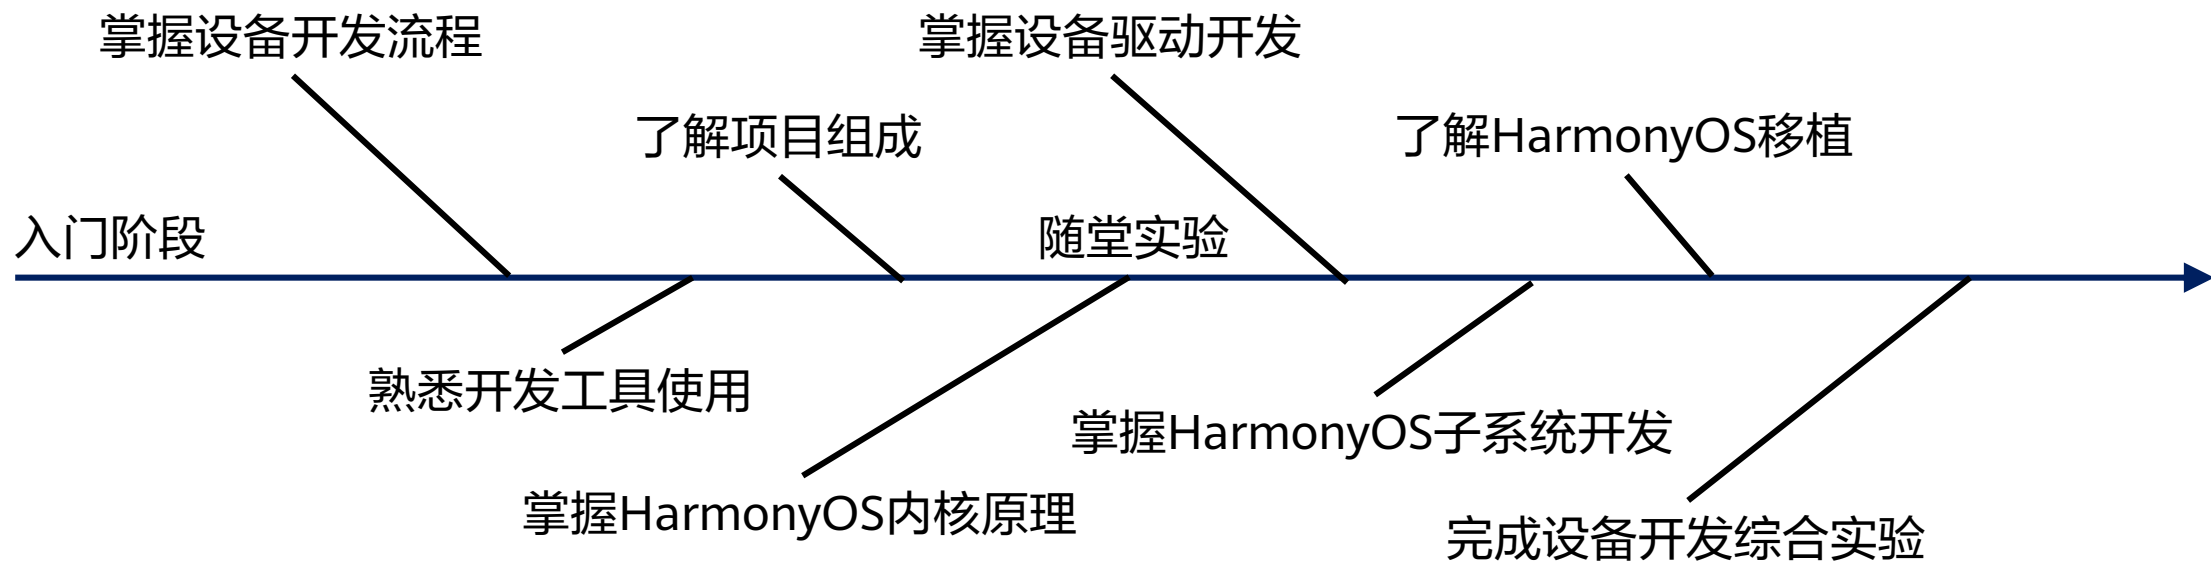 掌握设备开发流程
掌握设备驱动开发
了解项目组成
了解HarmonyOS移植
入门阶段
随堂实验
熟悉开发工具使用
掌握HarmonyOS子系统开发
掌握HarmonyOS内核原理
完成设备开发综合实验